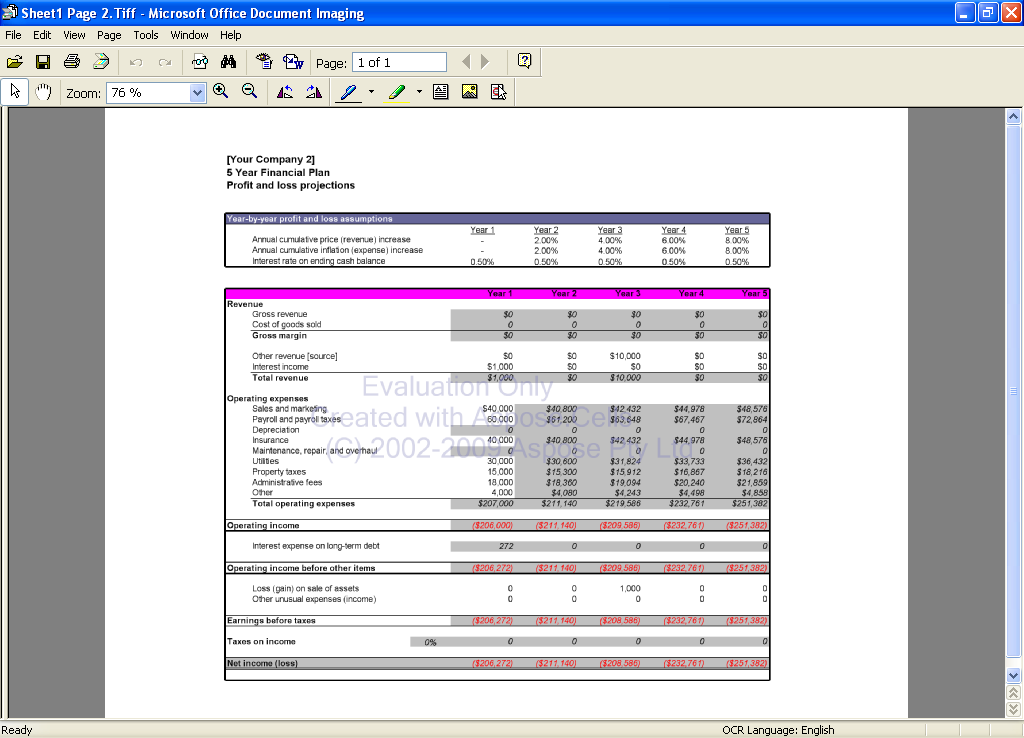 Sheet1 Page 2.Tiff - Microsoft Office Document Imaging
File Edit View Page Tools Window Help
Page: 1 of 1
Zoom: 76 %
[Your Company 2]
5 Year Financial Plan
Profit and loss projections
Year-by-year profit and loss assumptions
Year 1 Year 2 Year 3 Year 4 Year 5
Annual cumulative price (revenue) increase - 2.00% 4.00% 6.00% 8.00%
Annual cumulative inflation (expense) increase - 2.00% 4.00% 6.00% 8.00%
Interest rate on ending cash balance 0.50% 0.50% 0.50% 0.50% 0.50%
Year 1 Year 2 Year 3 Year 4 Year 5
Revenue
Gross revenue $0 $0 $0 $0 $0
Cost of goods sold 0 0 0 0 0
Gross margin $0 $0 $0 $0 $0
Other revenue [source] $0 $0 $10,000 $0 $0
Interest income $1,000 $0 $0 $0 $0
Total revenue $1,000 $0 $10,000 $0 $0
Evaluation Only
Created with Aspose.Cells
(C) 2002-2009 Aspose Pty Ltd
Operating expenses
Sales and marketing $40,000 $40,800 $42,432 $44,978 $48,576
Payroll and payroll taxes 60,000 $61,200 $63,648 $67,467 $72,864
Depreciation 0 0 0 0 0
Insurance 40,000 $40,800 $42,432 $44,978 $48,576
Maintenance, repair, and overhaul 0 0 0 0 0
Utilities 30,000 $30,600 $31,824 $33,733 $36,432
Property taxes 15,000 $15,300 $15,912 $16,867 $18,216
Administrative fees 18,000 $18,360 $19,094 $20,240 $21,859
Other 4,000 $4,080 $4,243 $4,498 $4,858
Total operating expenses $207,000 $211,140 $219,586 $232,761 $251,382
Operating income ($206,000) ($211,140) ($209,586) ($232,761) ($251,382)
Interest expense on long-term debt 272 0 0 0 0
Operating income before other items ($206,272) ($211,140) ($209,586) ($232,761) ($251,382)
Loss (gain) on sale of assets 0 0 1,000 0 0
Other unusual expenses (income) 0 0 0 0 0
Earnings before taxes ($206,272) ($211,140) ($208,586) ($232,761) ($251,382)
Taxes on income 0% 0 0 0 0 0
Net income (loss) ($206,272) ($211,140) ($208,586) ($232,761) ($251,382)
Ready OCR Language: English